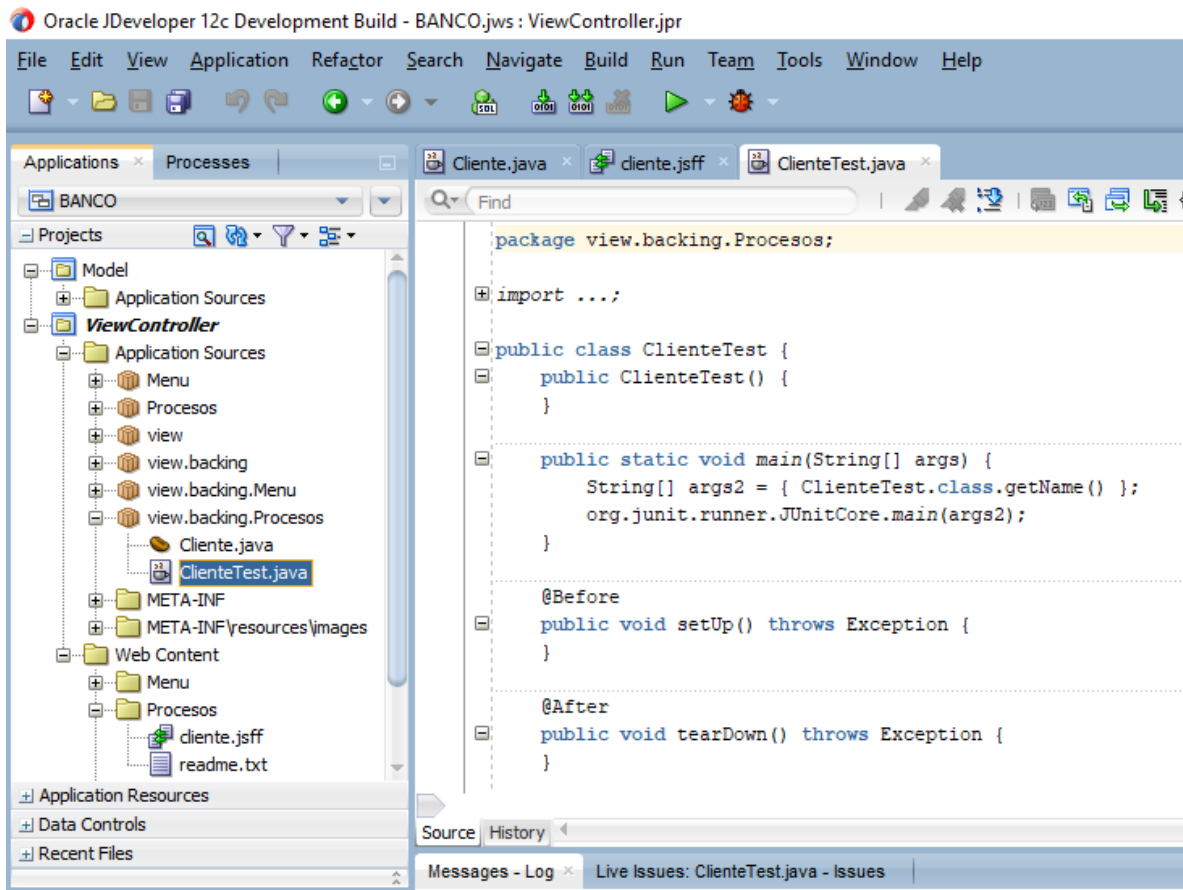 Oracle JDeveloper 12c Development Build - BANCO.jws : ViewController.jpr
File Edit View Application Refactor Search Navigate Build Run Team Tools Window Help
Applications Processes
Cliente.java cliente.jsff ClienteTest.java
BANCO
Find
Projects
Model
Application Sources
ViewController
Application Sources
Menu
Procesos
view
view.backing
view.backing.Menu
view.backing.Procesos
Cliente.java
ClienteTest.java
META-INF
META-INF\resources\images
Web Content
Menu
Procesos
cliente.jsff
readme.txt
Application Resources
Data Controls
Recent Files
package view.backing.Procesos;
import ...;
public class ClienteTest {
public ClienteTest() {
}
public static void main(String[] args) {
String[] args2 = { ClienteTest.class.getName() };
org.junit.runner.JUnitCore.main(args2);
}
@Before
public void setUp() throws Exception {
}
@After
public void tearDown() throws Exception {
}
Source History
Messages - Log Live Issues: ClienteTest.java - Issues